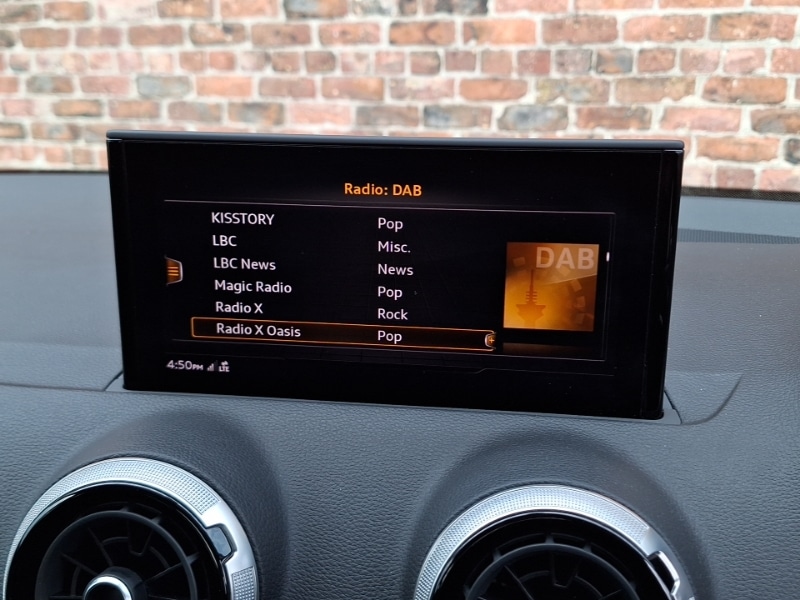 Radio: DAB
KISSTORY Pop
LBC Misc.
LBC News News
Magic Radio Pop
Radio X Rock
Radio X Oasis Pop
DAB
4:50PM LTE